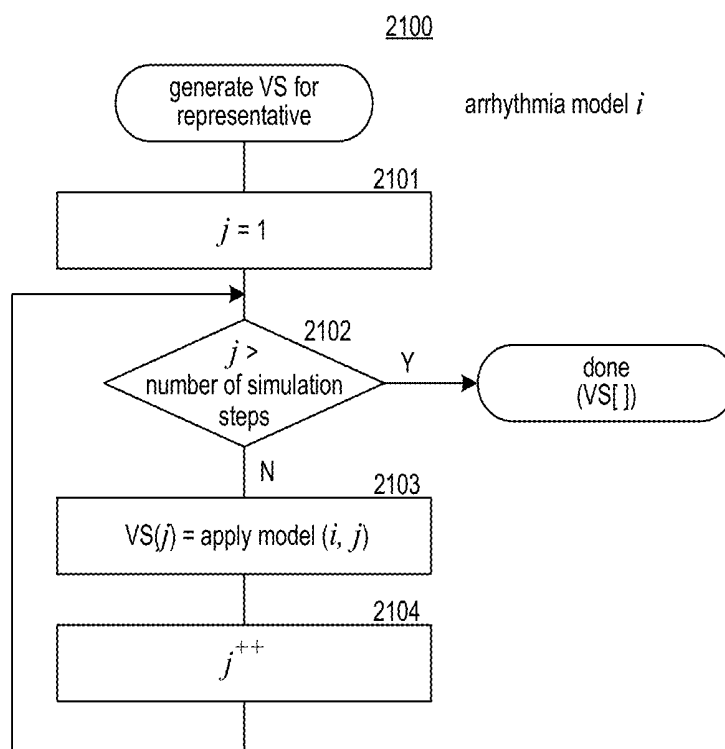 2100
generate VS for
representative
arrhythmia model i
2101
j = 1
2102
j >
number of simulation
steps
Y
done
(VS[ ])
N
2103
VS(j) = apply model (i, j)
2104
j++